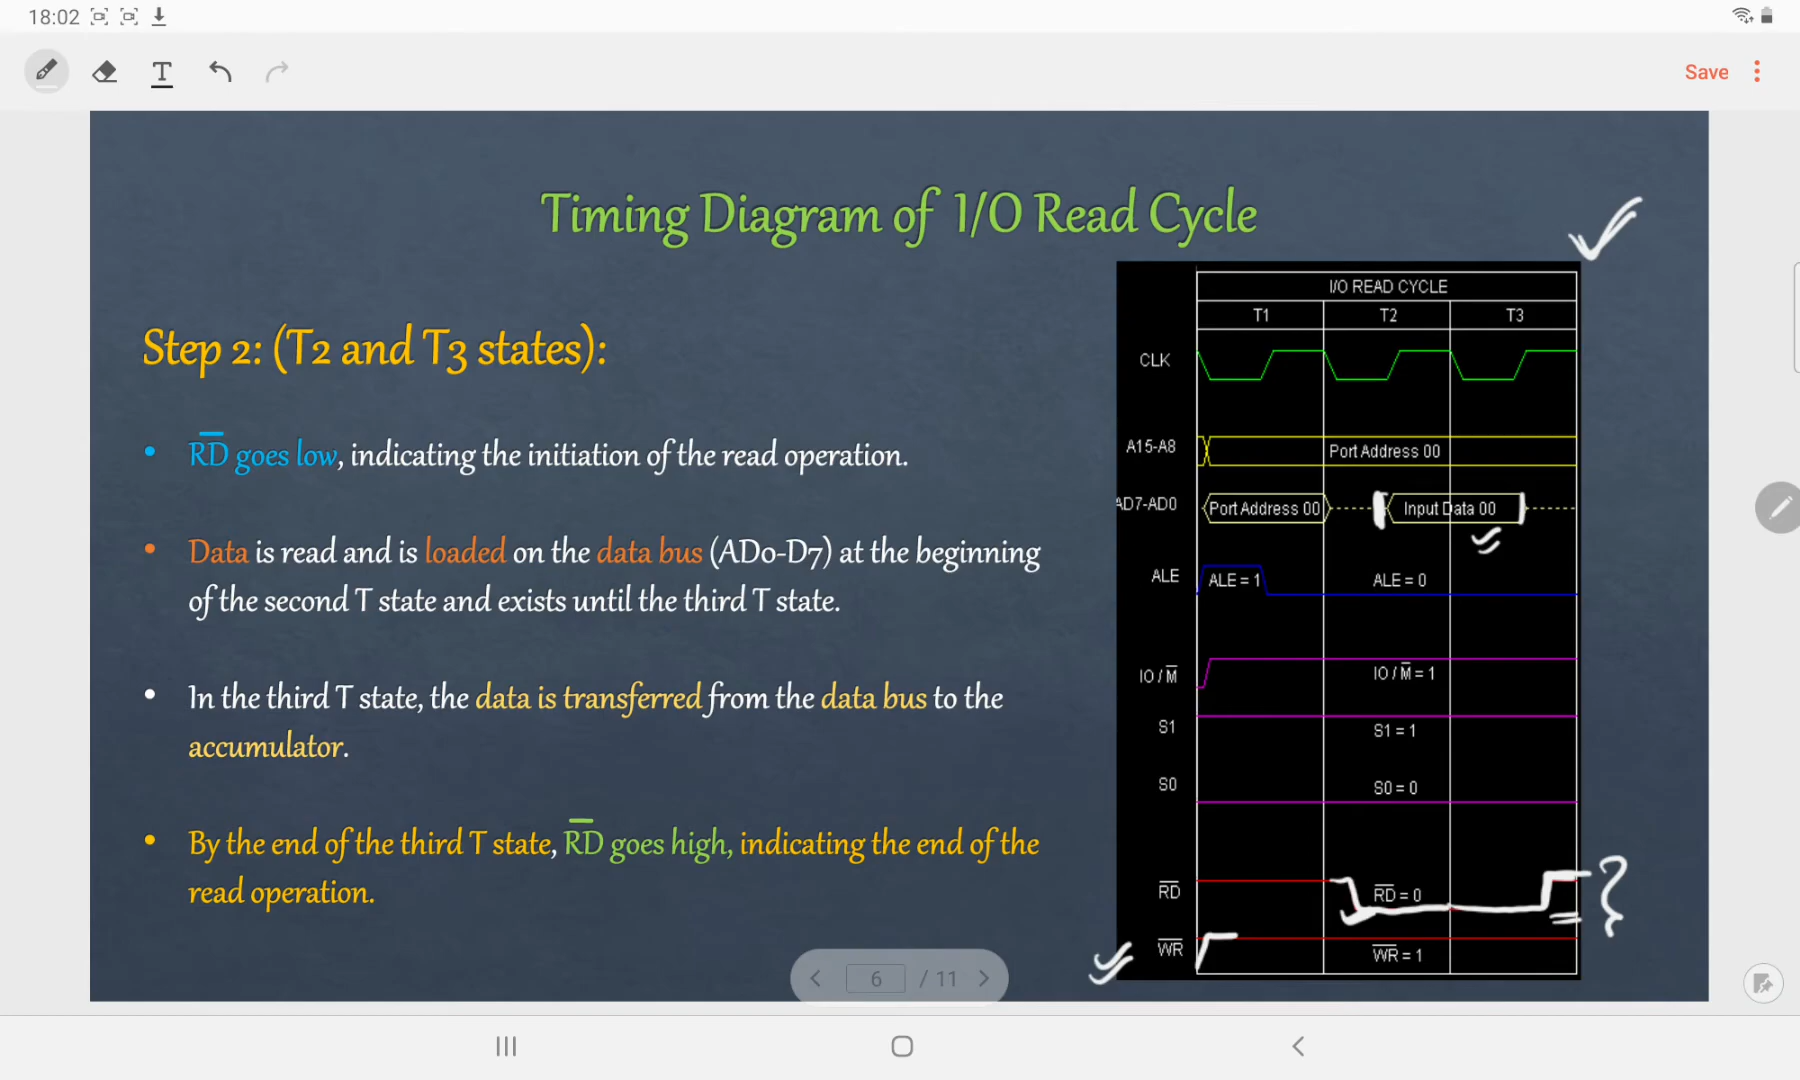 18:02
T
Save
Timing Diagram of I/O Read Cycle
Step 2: (T2 and T3 states):
• R̅D̅ goes low, indicating the initiation of the read operation.
• Data is read and is loaded on the data bus (AD0-D7) at the beginning
of the second T state and exists until the third T state.
• In the third T state, the data is transferred from the data bus to the
accumulator.
• By the end of the third T state, R̅D̅ goes high, indicating the end of the
read operation.
I/O READ CYCLE
T1 T2 T3
CLK
A15-A8 Port Address 00
AD7-AD0 Port Address 00 Input Data 00
ALE ALE = 1 ALE = 0
IO / M̅ IO / M̅ = 1
S1 S1 = 1
S0 S0 = 0
R̅D̅ R̅D̅ = 0 ?
W̅R̅ W̅R̅ = 1
6 / 11